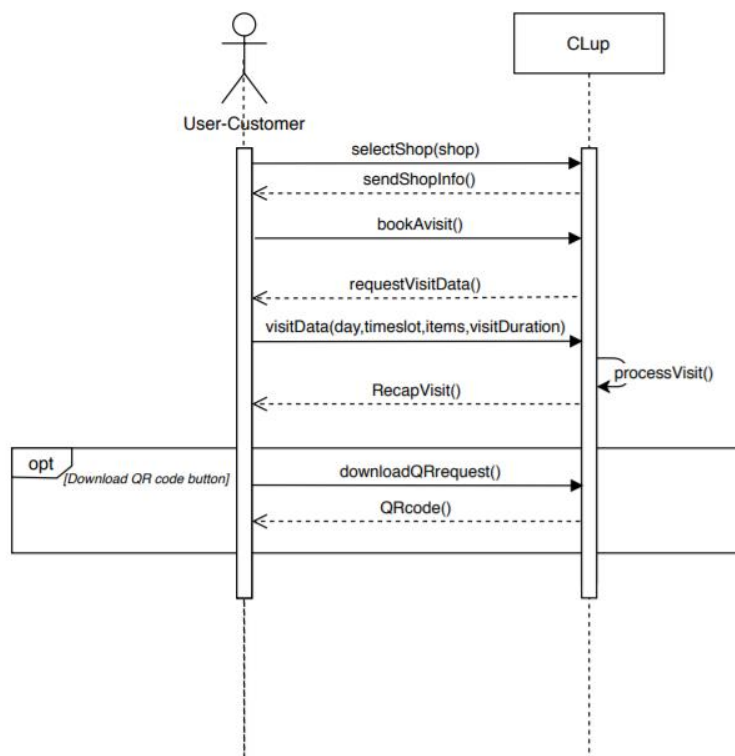 CLup
User-Customer
selectShop(shop)
sendShopInfo()
bookAvisit()
requestVisitData()
visitData(day,timeslot,items,visitDuration)
processVisit()
RecapVisit()
opt
[Download QR code button]
downloadQRrequest()
QRcode()